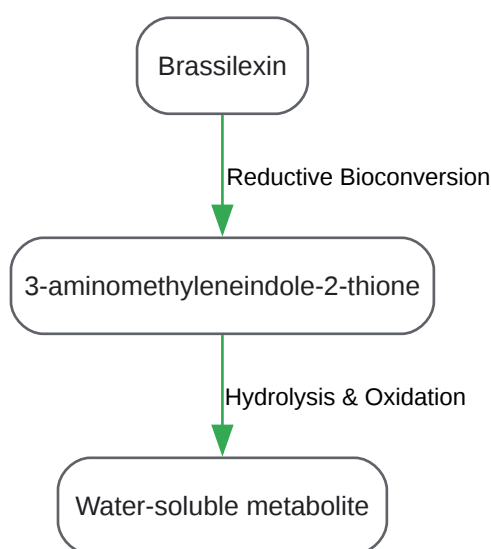 Brassilexin
Reductive Bioconversion
3-aminomethyleneindole-2-thione
Hydrolysis & Oxidation
Water-soluble metabolite